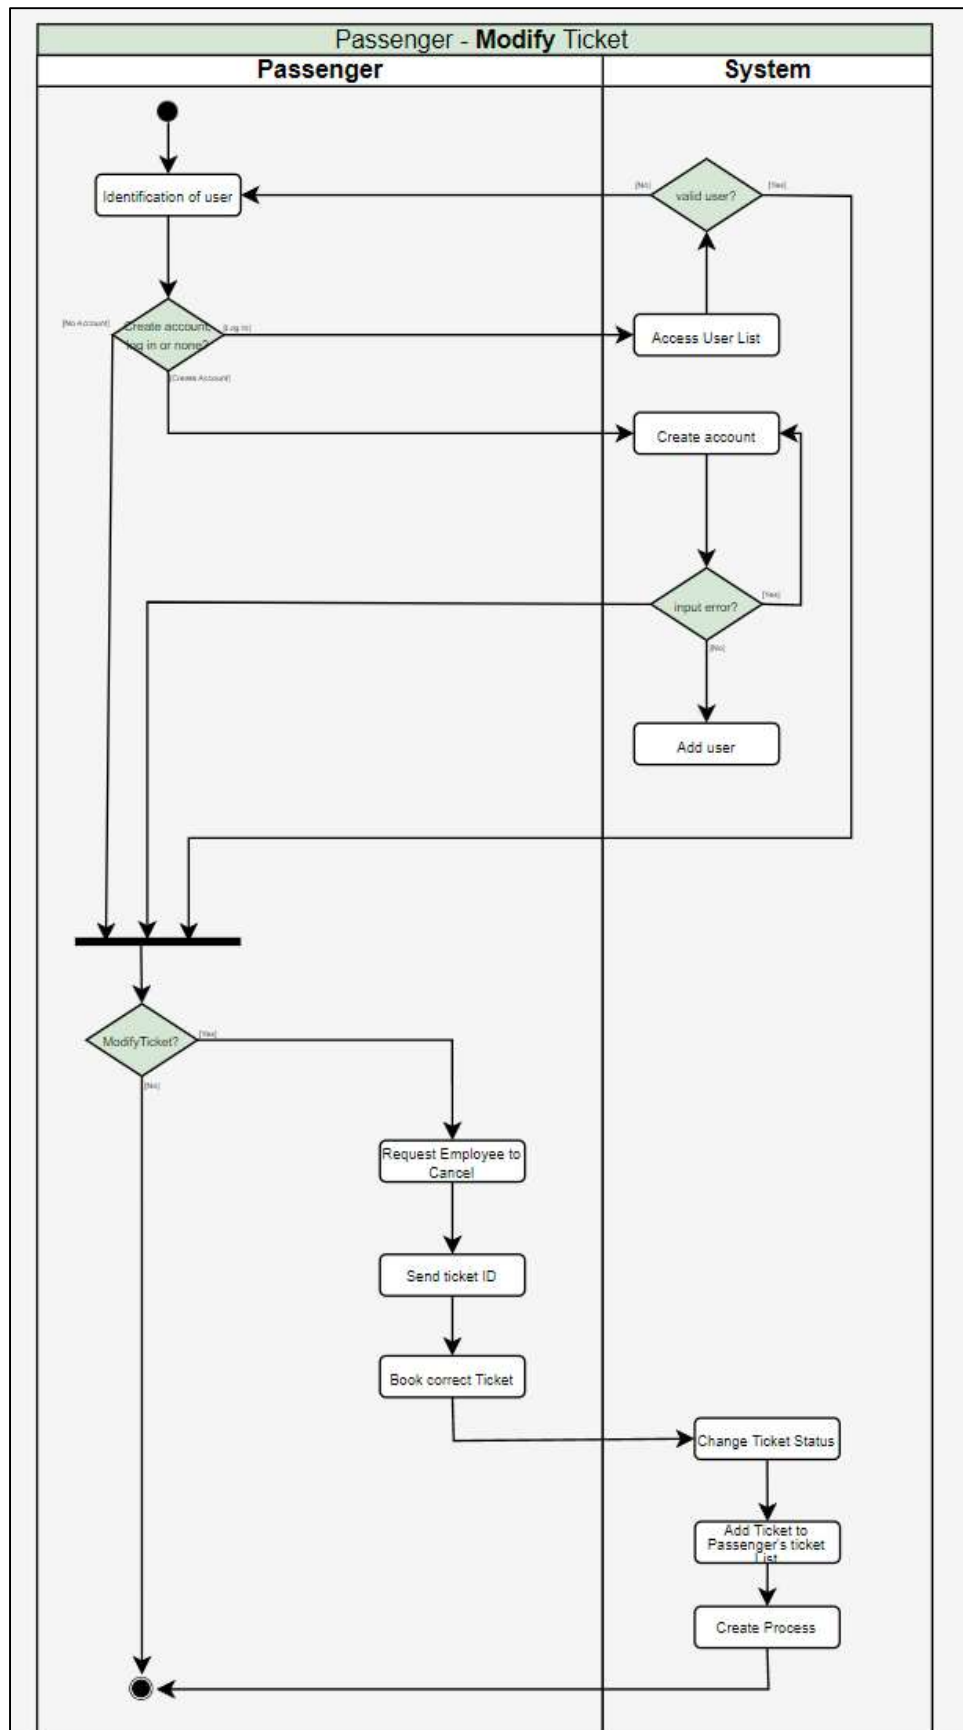 Passenger - Modify Ticket
Passenger
System
Identification of user
[No]
valid user?
[Yes]
[No Account]
Create account,
log in or none?
[Log In]
[Create Account]
Access User List
Create account
input error?
[Yes]
[No]
Add user
ModifyTicket?
[Yes]
[No]
Request Employee to
Cancel
Send ticket ID
Book correct Ticket
Change Ticket Status
Add Ticket to
Passenger's ticket
List
Create Process